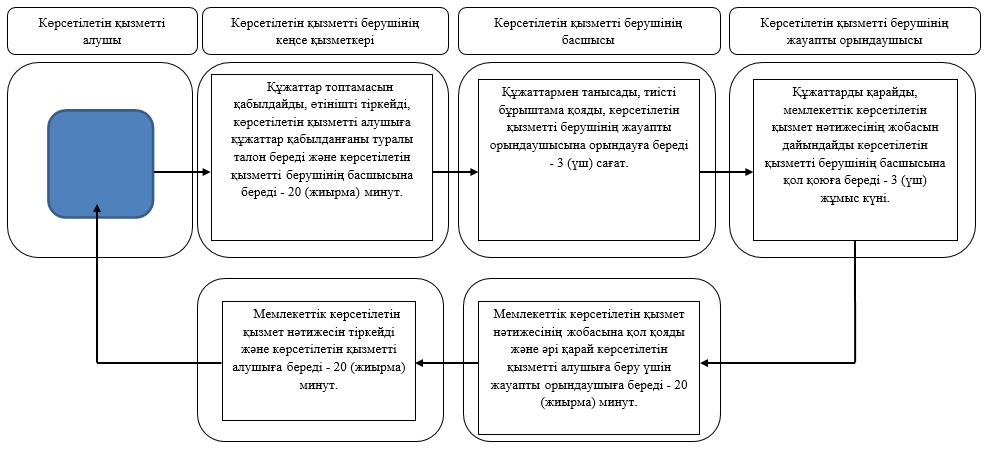 Көрсетілетін қызметті
алушы
Көрсетілетін қызметті берушінің
кеңсе қызметкері
Көрсетілетін қызметті берушінің
басшысы
Көрсетілетін қызметті берушінің
жауапты орындаушысы
Құжаттар топтамасын
қабылдайды, өтінішті тіркейді,
көрсетілетін қызметті алушыға
құжаттар қабылданғаны туралы
талон береді және көрсетілетін
қызметті берушінің басшысына
береді - 20 (жиырма) минут.
Құжаттармен танысады, тиісті
бұрыштама қояды, көрсетілетін
қызметті берушінің жауапты
орындаушысына орындауға береді
- 3 (үш) сағат.
Құжаттарды қарайды,
мемлекеттік көрсетілетін
қызмет нәтижесінің жобасын
дайындайды көрсетілетін
қызметті берушінің басшысына
қол қоюға береді - 3 (үш)
жұмыс күні.
Мемлекеттік көрсетілетін
қызмет нәтижесін тіркейді
және көрсетілетін қызметті
алушыға береді - 20 (жиырма)
минут.
Мемлекеттік көрсетілетін қызмет
нәтижесінің жобасына қол қояды
және әрі қарай көрсетілетін
қызметті алушыға беру үшін
жауапты орындаушыға береді - 20
(жиырма) минут.